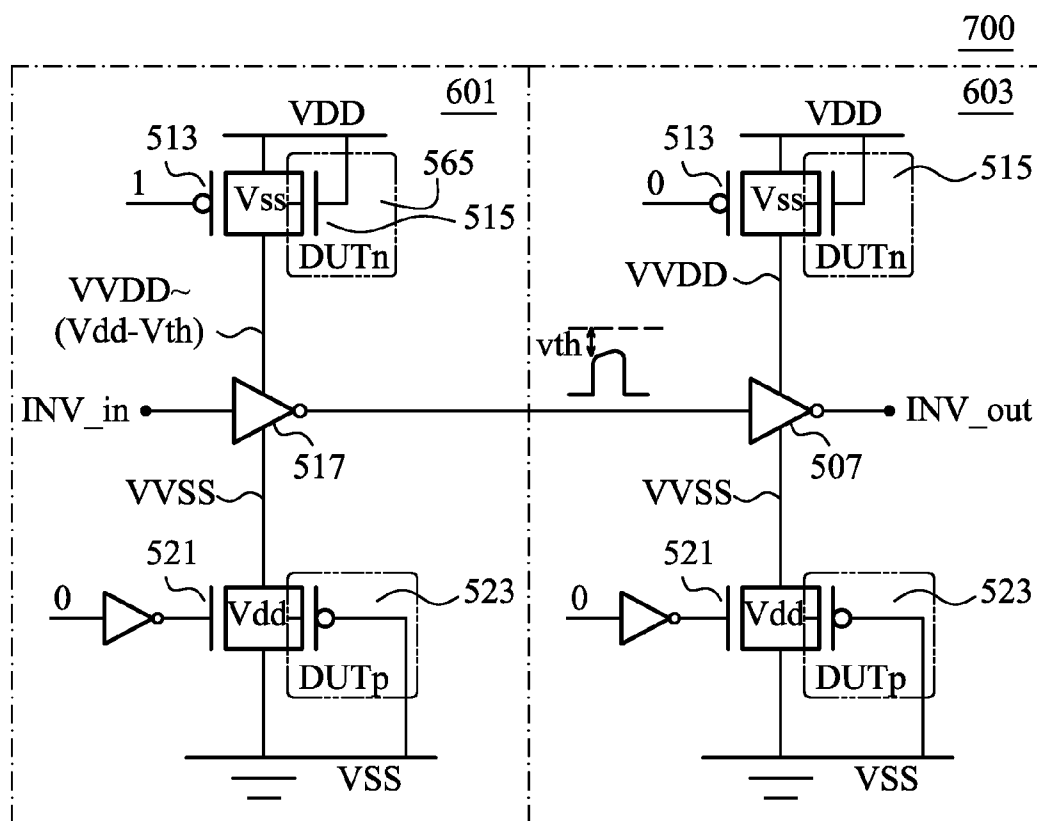 700
601
603
VDD
VDD
513
565
513
515
1
Vss
515
0
Vss
DUTn
DUTn
VVDD~
(Vdd-Vth)
VVDD
vth
INV_in
INV_out
517
507
VVSS
VVSS
521
523
521
523
0
Vdd
0
Vdd
DUTp
DUTp
VSS
VSS